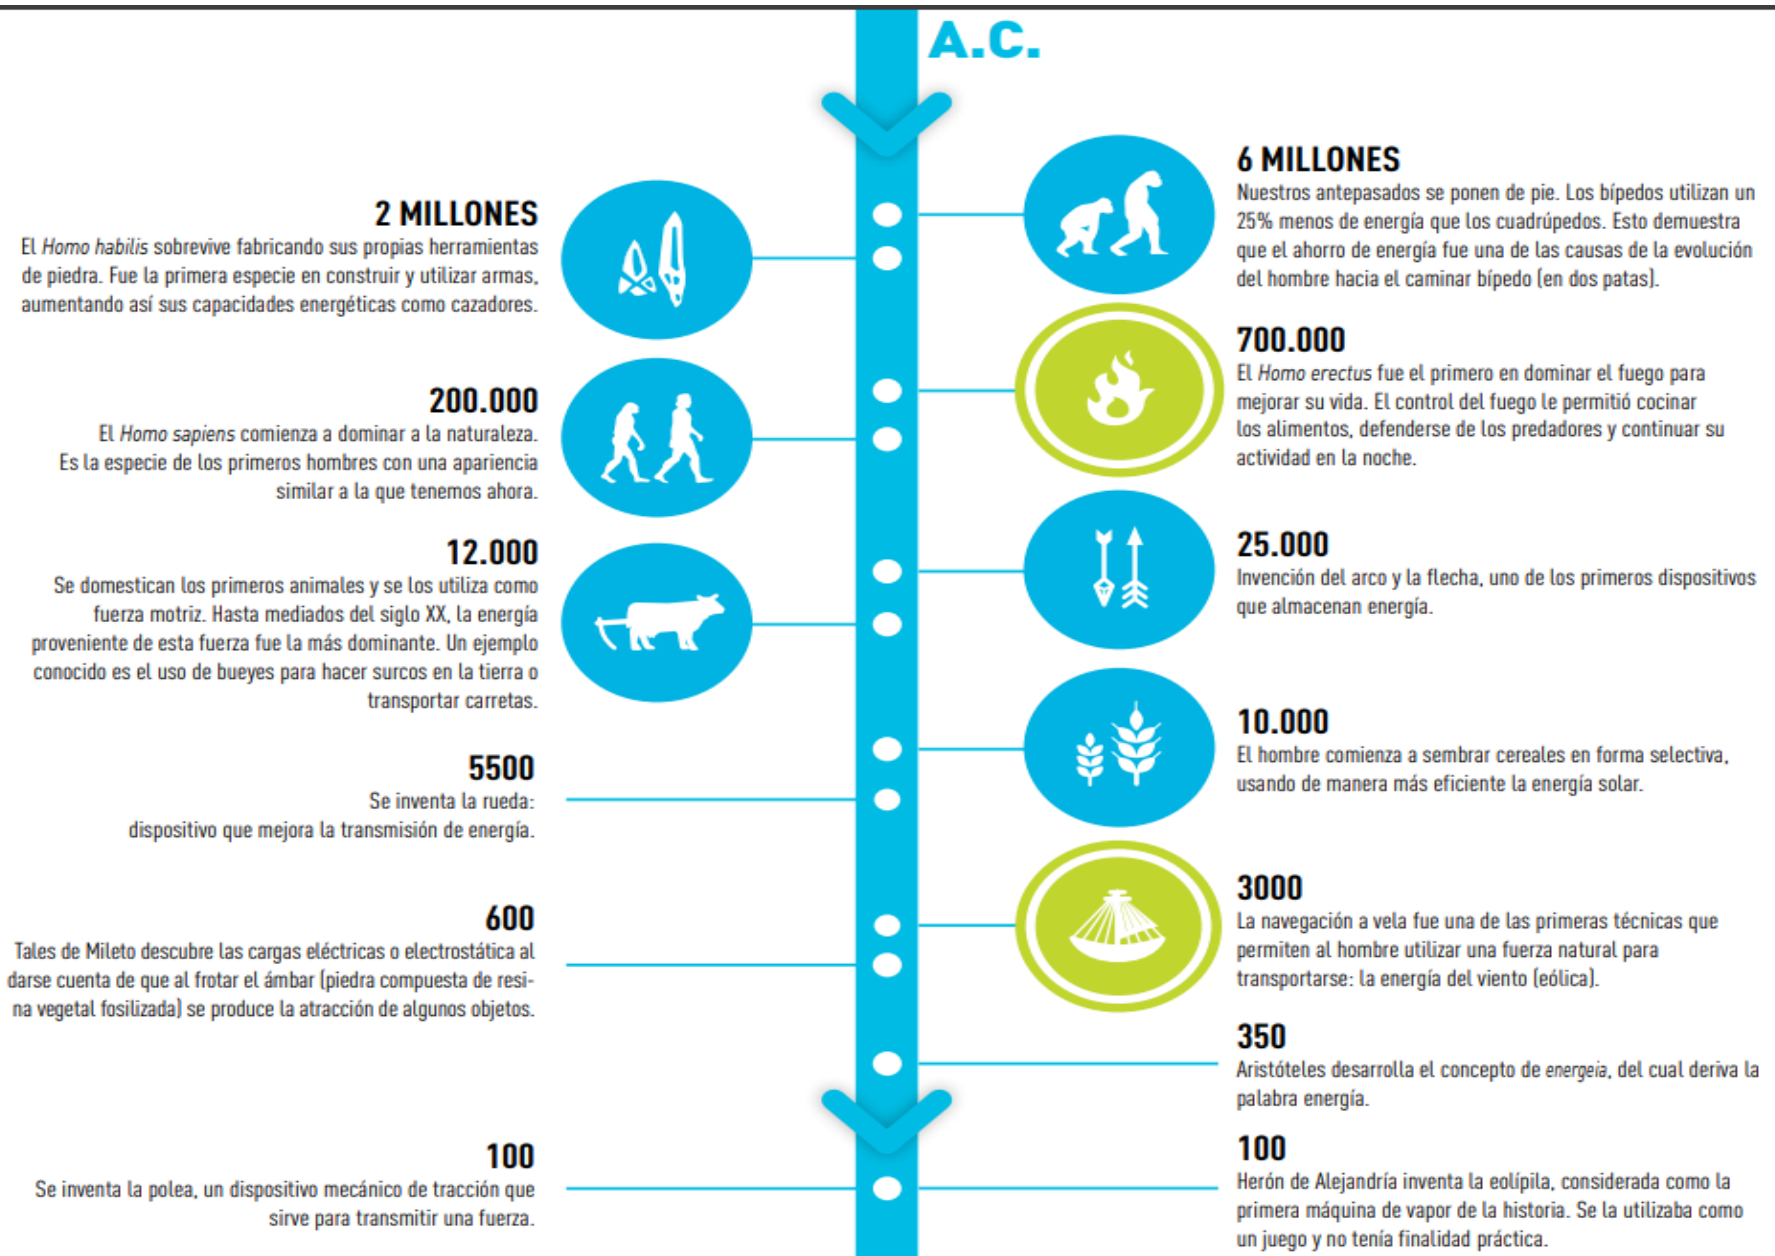 A.C.
6 MILLONES
Nuestros antepasados se ponen de pie. Los bípedos utilizan un
25% menos de energía que los cuadrúpedos. Esto demuestra
que el ahorro de energía fue una de las causas de la evolución
del hombre hacia el caminar bípedo (en dos patas).
2 MILLONES
El Homo habilis sobrevive fabricando sus propias herramientas
de piedra. Fue la primera especie en construir y utilizar armas,
aumentando así sus capacidades energéticas como cazadores.
700.000
El Homo erectus fue el primero en dominar el fuego para
mejorar su vida. El control del fuego le permitió cocinar
los alimentos, defenderse de los predadores y continuar su
actividad en la noche.
200.000
El Homo sapiens comienza a dominar a la naturaleza.
Es la especie de los primeros hombres con una apariencia
similar a la que tenemos ahora.
25.000
Invención del arco y la flecha, uno de los primeros dispositivos
que almacenan energía.
12.000
Se domestican los primeros animales y se los utiliza como
fuerza motriz. Hasta mediados del siglo XX, la energía
proveniente de esta fuerza fue la más dominante. Un ejemplo
conocido es el uso de bueyes para hacer surcos en la tierra o
transportar carretas.
10.000
El hombre comienza a sembrar cereales en forma selectiva,
usando de manera más eficiente la energía solar.
5500
Se inventa la rueda:
dispositivo que mejora la transmisión de energía.
3000
La navegación a vela fue una de las primeras técnicas que
permiten al hombre utilizar una fuerza natural para
transportarse: la energía del viento (eólica).
600
Tales de Mileto descubre las cargas eléctricas o electrostática al
darse cuenta de que al frotar el ámbar (piedra compuesta de resi-
na vegetal fosilizada) se produce la atracción de algunos objetos.
350
Aristóteles desarrolla el concepto de energeia, del cual deriva la
palabra energía.
100
Se inventa la polea, un dispositivo mecánico de tracción que
sirve para transmitir una fuerza.
100
Herón de Alejandría inventa la eolípila, considerada como la
primera máquina de vapor de la historia. Se la utilizaba como
un juego y no tenía finalidad práctica.